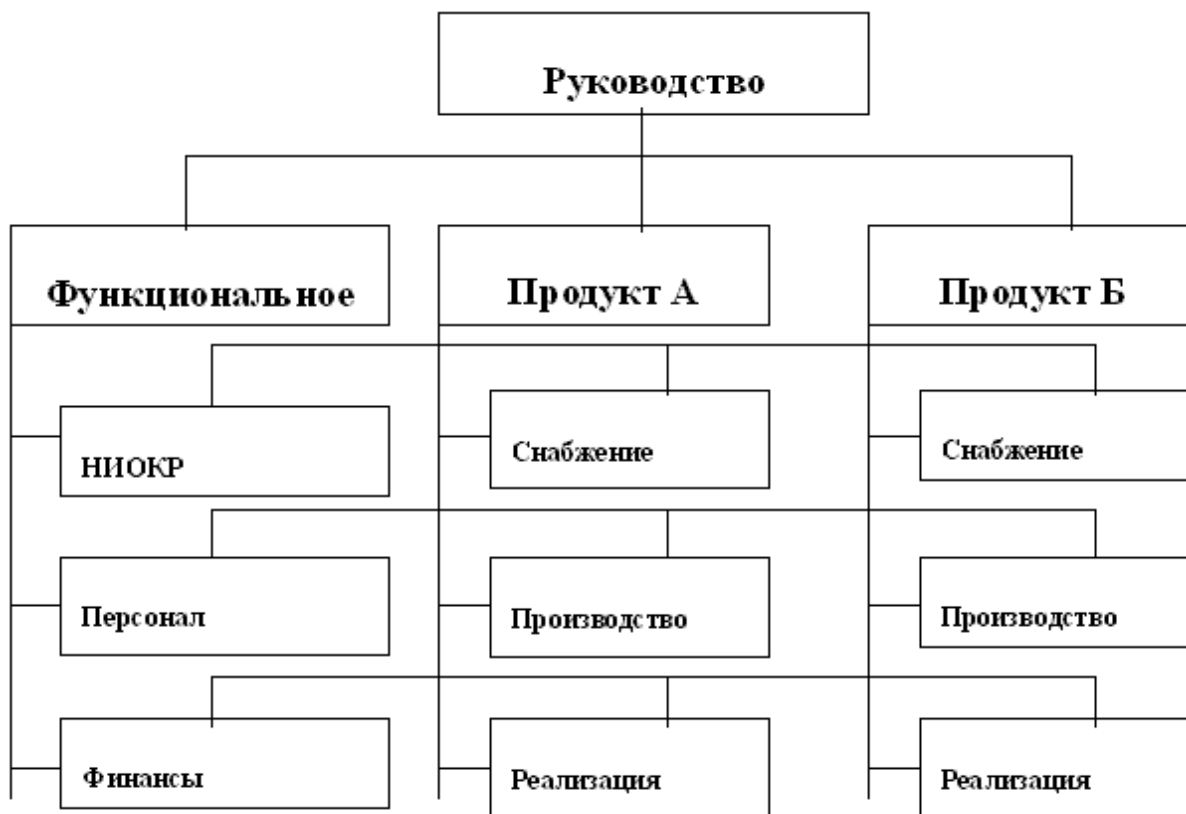 Руководство
Функциональное
Продукт А
Продукт Б
НИОКР
Снабжение
Снабжение
Персонал
Производство
Производство
Финансы
Реализация
Реализация